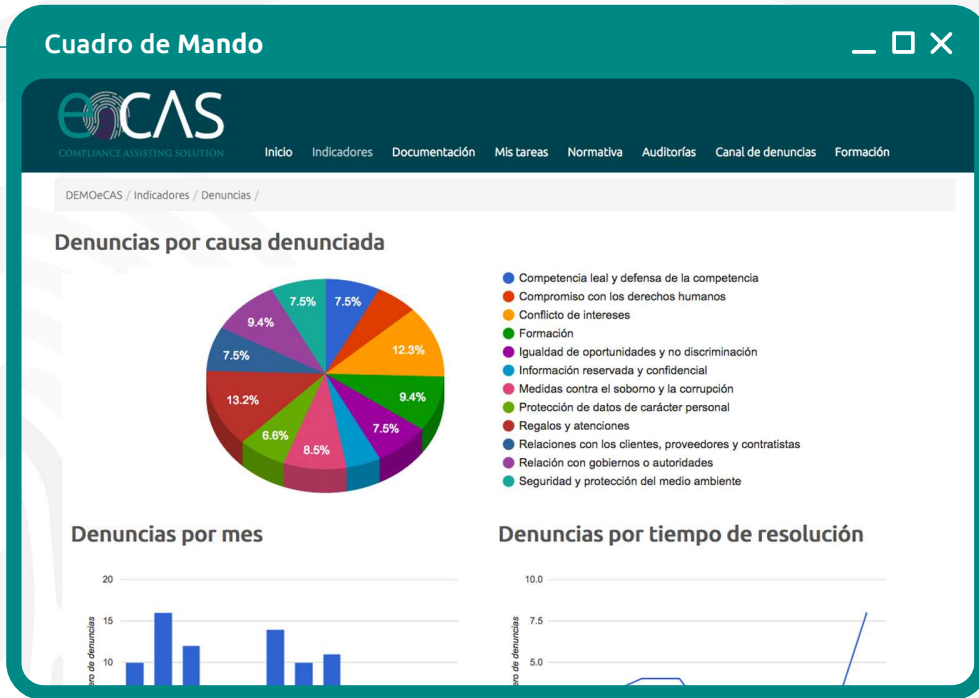 Cuadro de Mando
eCAS
COMPLIANCE ASSISTING SOLUTION
Inicio Indicadores Documentación Mis tareas Normativa Auditorías Canal de denuncias Formación
DEMOeCAS / Indicadores / Denuncias /
Denuncias por causa denunciada
7.5% 7.5%
9.4%
12.3%
7.5%
9.4%
13.2%
7.5%
6.6%
8.5%
Competencia leal y defensa de la competencia
Compromiso con los derechos humanos
Conflicto de intereses
Formación
Igualdad de oportunidades y no discriminación
Información reservada y confidencial
Medidas contra el soborno y la corrupción
Protección de datos de carácter personal
Regalos y atenciones
Relaciones con los clientes, proveedores y contratistas
Relación con gobiernos o autoridades
Seguridad y protección del medio ambiente
Denuncias por mes
20
15
10
de denuncias
Denuncias por tiempo de resolución
10.0
7.5
5.0
de denuncias